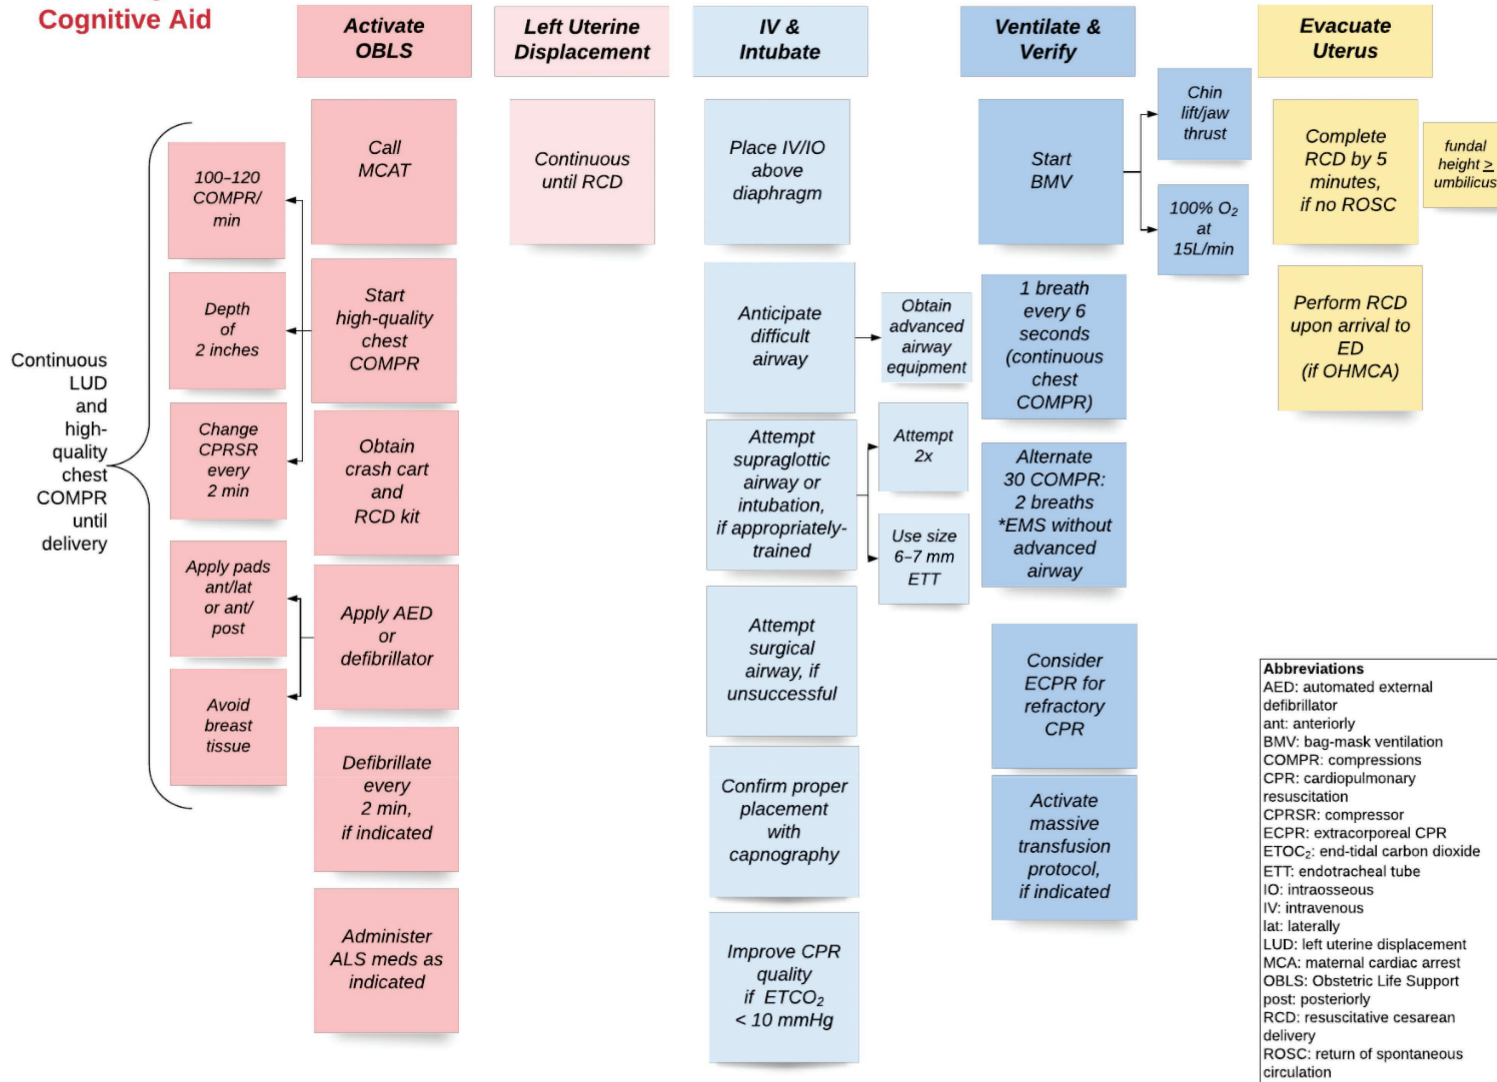 Cognitive Aid
Activate
OBLS
Left Uterine
Displacement
IV &
Intubate
Ventilate &
Verify
Evacuate
Uterus
Continuous
LUD
and
high-
quality
chest
COMPR
until
delivery
100–120
COMPR/
min
Depth
of
2 inches
Change
CPRSR
every
2 min
Apply pads
ant/lat
or ant/
post
Avoid
breast
tissue
Call
MCAT
Start
high-quality
chest
COMPR
Obtain
crash cart
and
RCD kit
Apply AED
or
defibrillator
Defibrillate
every
2 min,
if indicated
Administer
ALS meds as
indicated
Continuous
until RCD
Place IV/IO
above
diaphragm
Anticipate
difficult
airway
Obtain
advanced
airway
equipment
Attempt
supraglottic
airway or
intubation,
if appropriately-
trained
Attempt
2x
Use size
6–7 mm
ETT
Attempt
surgical
airway, if
unsuccessful
Confirm proper
placement
with
capnography
Improve CPR
quality
if ETCO₂
< 10 mmHg
Start
BMV
Chin
lift/jaw
thrust
100% O₂
at
15L/min
1 breath
every 6
seconds
(continuous
chest
COMPR)
Alternate
30 COMPR:
2 breaths
*EMS without
advanced
airway
Consider
ECPR for
refractory
CPR
Activate
massive
transfusion
protocol,
if indicated
Complete
RCD by 5
minutes,
if no ROSC
fundal
height ≥
umbilicus
Perform RCD
upon arrival to
ED
(if OHMCA)
Abbreviations
AED: automated external
defibrillator
ant: anteriorly
BMV: bag-mask ventilation
COMPR: compressions
CPR: cardiopulmonary
resuscitation
CPRSR: compressor
ECPR: extracorporeal CPR
ETOC₂: end-tidal carbon dioxide
ETT: endotracheal tube
IO: intraosseous
IV: intravenous
lat: laterally
LUD: left uterine displacement
MCA: maternal cardiac arrest
OBLS: Obstetric Life Support
post: posteriorly
RCD: resuscitative cesarean
delivery
ROSC: return of spontaneous
circulation